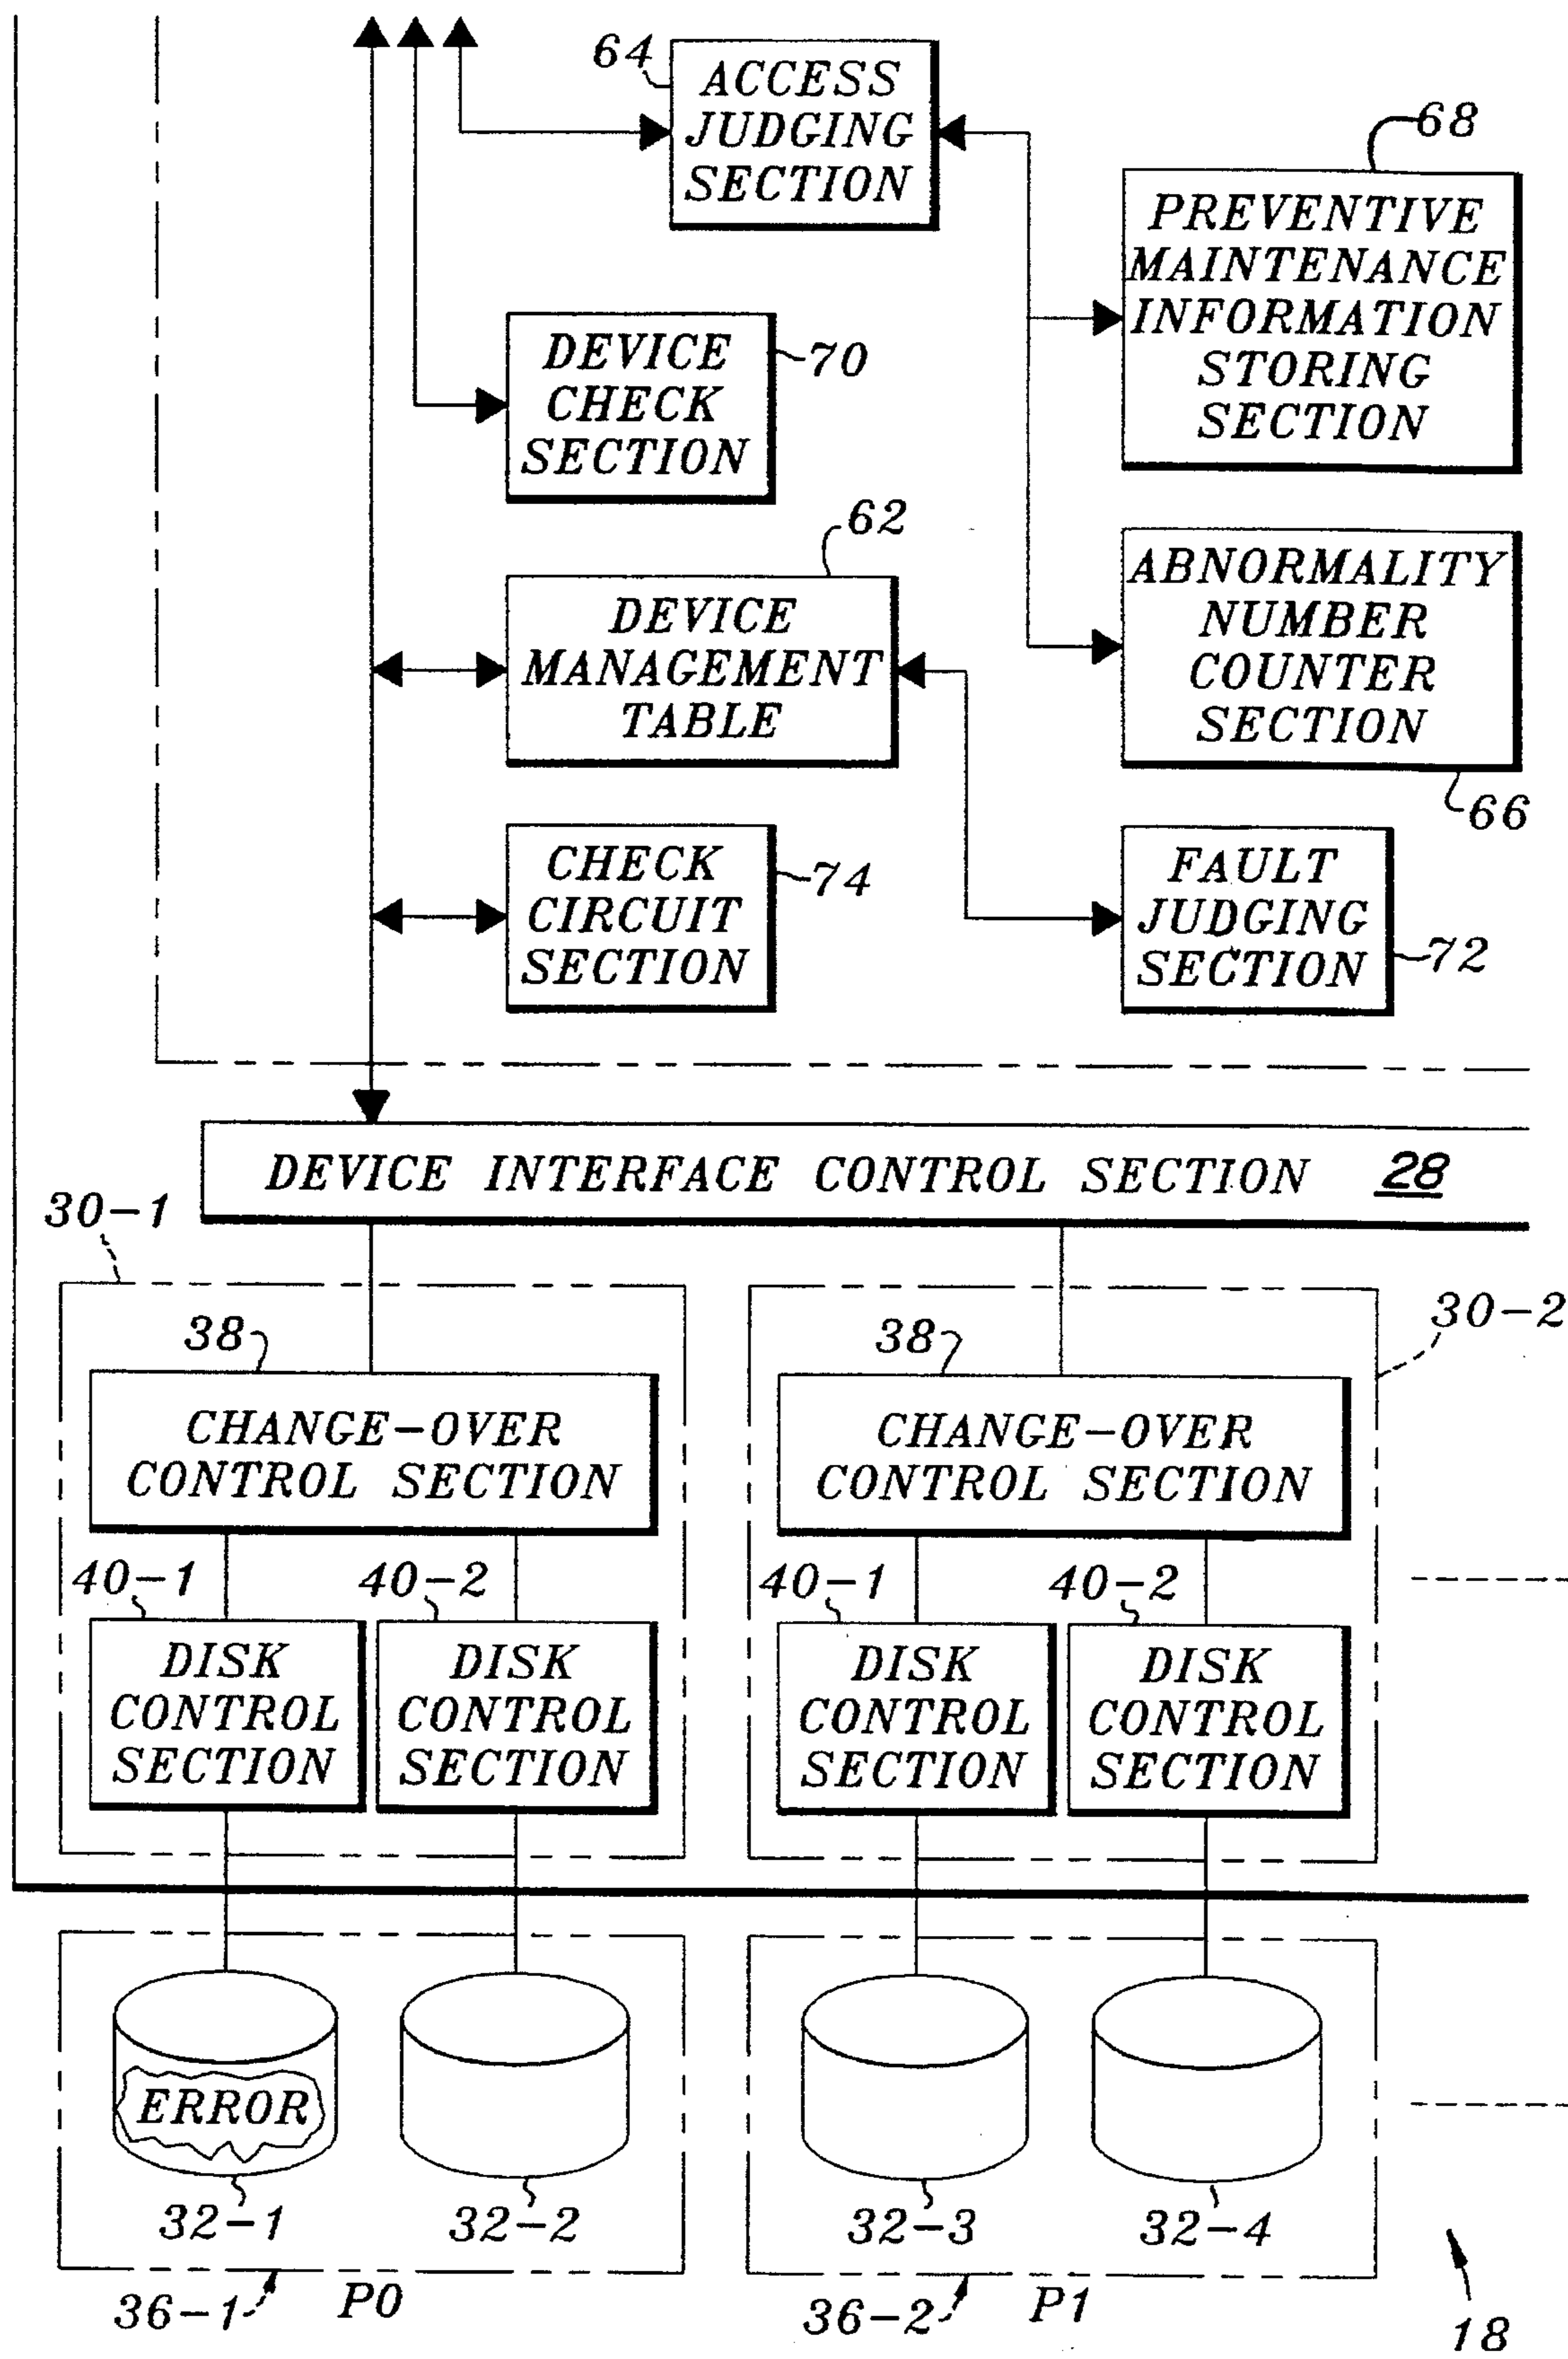 64
ACCESS
JUDGING
SECTION
68
PREVENTIVE
MAINTENANCE
INFORMATION
STORING
SECTION
DEVICE
CHECK
SECTION
70
62
DEVICE
MANAGEMENT
TABLE
ABNORMALITY
NUMBER
COUNTER
SECTION
66
CHECK
CIRCUIT
SECTION
74
FAULT
JUDGING
SECTION
72
DEVICE INTERFACE CONTROL SECTION 28
30-1
30-2
38
CHANGE-OVER
CONTROL SECTION
38
CHANGE-OVER
CONTROL SECTION
40-1
40-2
40-1
40-2
DISK
CONTROL
SECTION
DISK
CONTROL
SECTION
DISK
CONTROL
SECTION
DISK
CONTROL
SECTION
ERROR
32-1
32-2
32-3
32-4
36-1
P0
36-2
P1
18